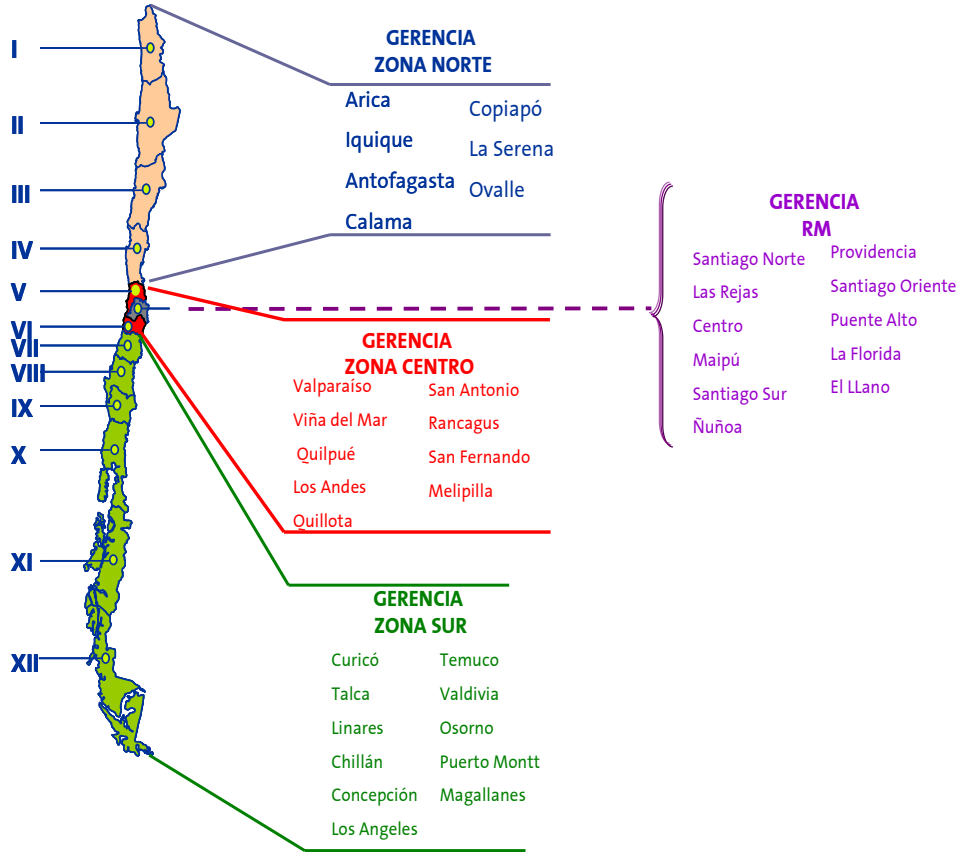 I
II
III
IV
V
VI
VII
VIII
IX
X
XI
XII
GERENCIA
ZONA NORTE
Arica
Iquique
Antofagasta
Calama
Copiapó
La Serena
Ovalle
GERENCIA
RM
Santiago Norte
Las Rejas
Centro
Maipú
Santiago Sur
Ñuñoa
Providencia
Santiago Oriente
Puente Alto
La Florida
El LLano
GERENCIA
ZONA CENTRO
Valparaíso
Viña del Mar
Quilpué
Los Andes
Quillota
San Antonio
Rancagus
San Fernando
Melipilla
GERENCIA
ZONA SUR
Curicó
Talca
Linares
Chillán
Concepción
Los Angeles
Temuco
Valdivia
Osorno
Puerto Montt
Magallanes